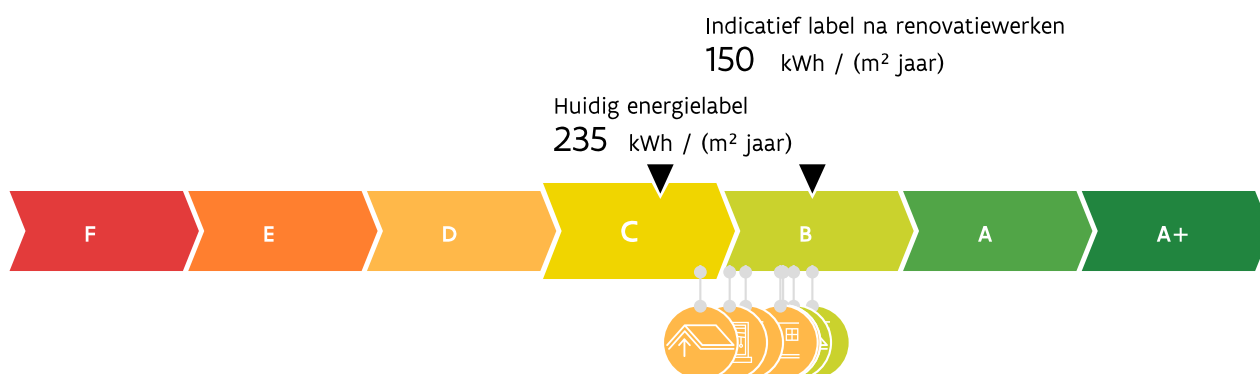 Indicatief label na renovatiewerken
150 kWh / (m² jaar)
Huidig energielabel
235 kWh / (m² jaar)
F E D C B A A+